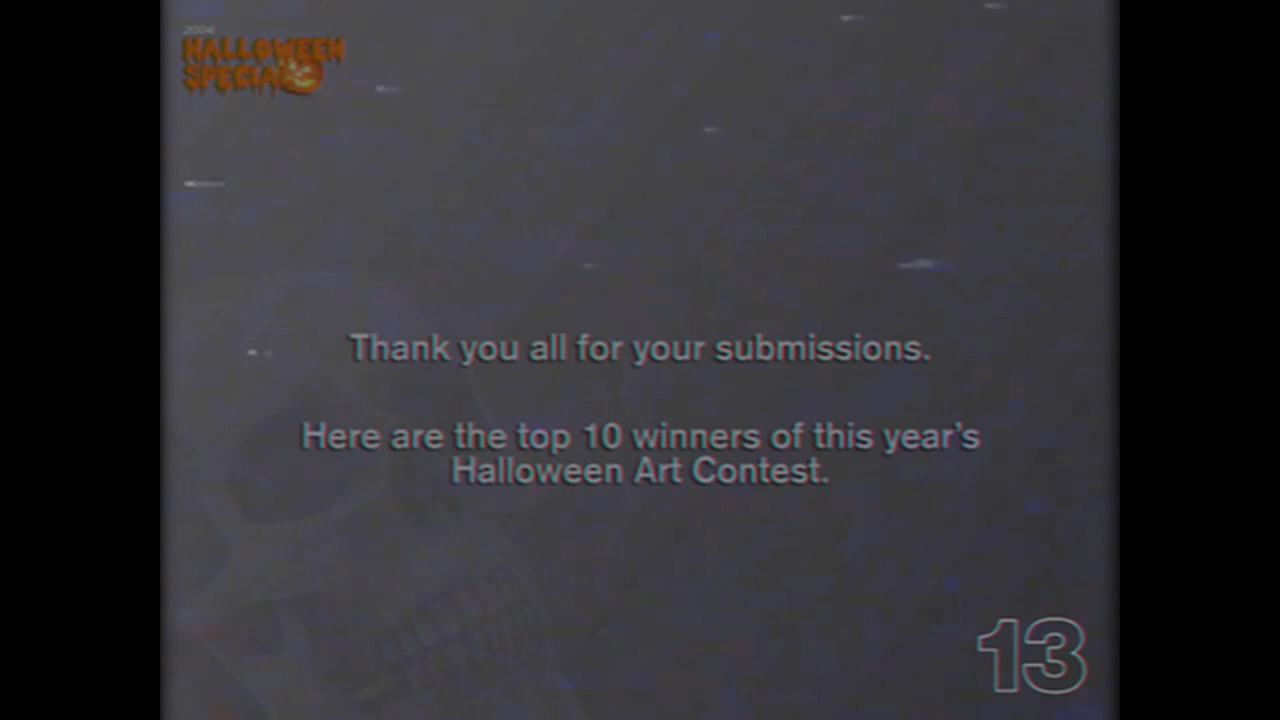 2004
HALLOWEEN
SPECIAL
Thank you all for your submissions.
Here are the top 10 winners of this year’s
Halloween Art Contest.
13